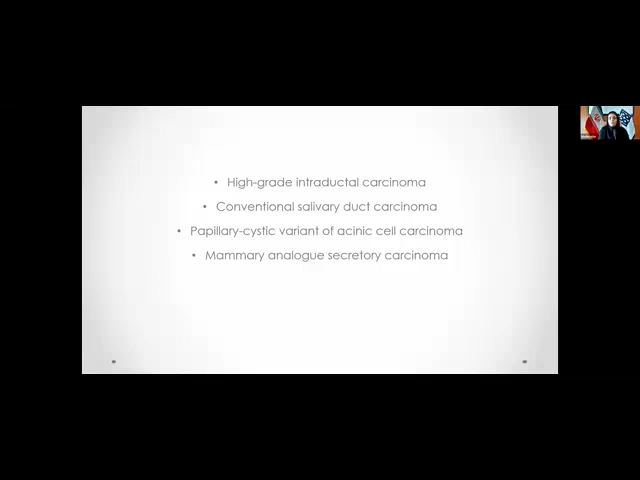 • High-grade intraductal carcinoma
• Conventional salivary duct carcinoma
• Papillary-cystic variant of acinic cell carcinoma
• Mammary analogue secretory carcinoma